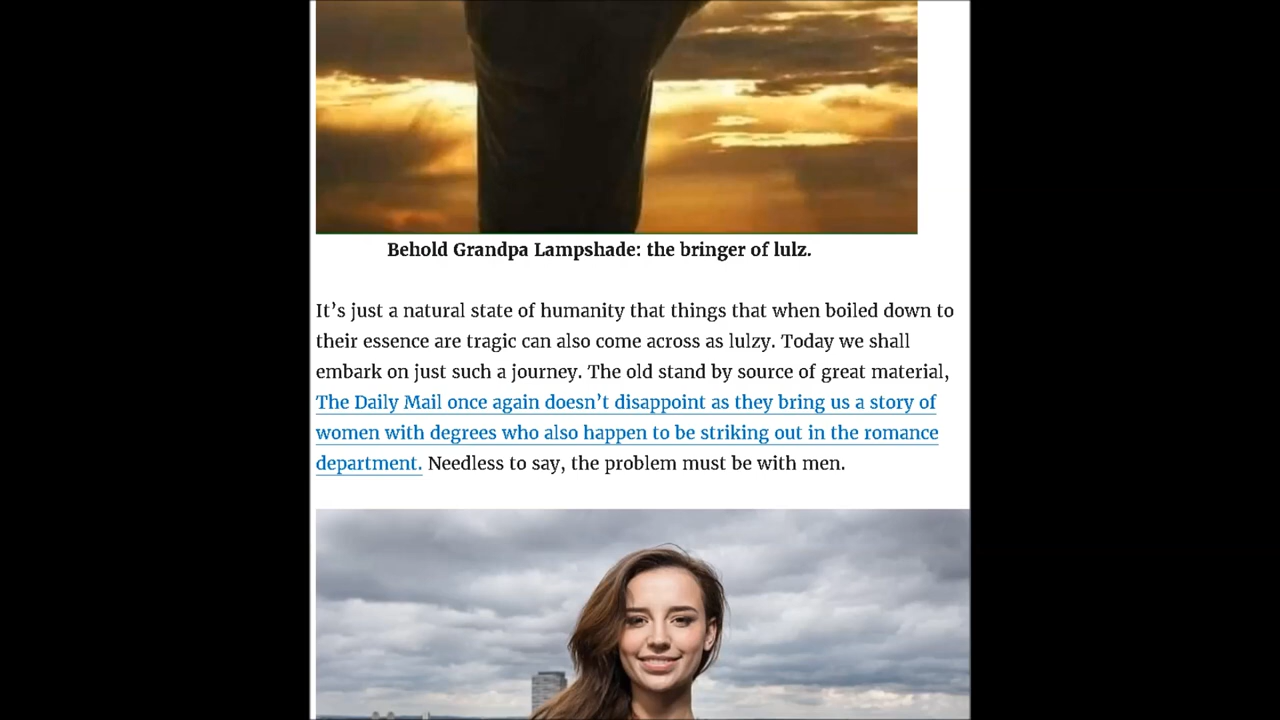 Behold Grandpa Lampshade: the bringer of lulz.
It’s just a natural state of humanity that things that when boiled down to
their essence are tragic can also come across as lulzy. Today we shall
embark on just such a journey. The old stand by source of great material,
The Daily Mail once again doesn’t disappoint as they bring us a story of
women with degrees who also happen to be striking out in the romance
department. Needless to say, the problem must be with men.